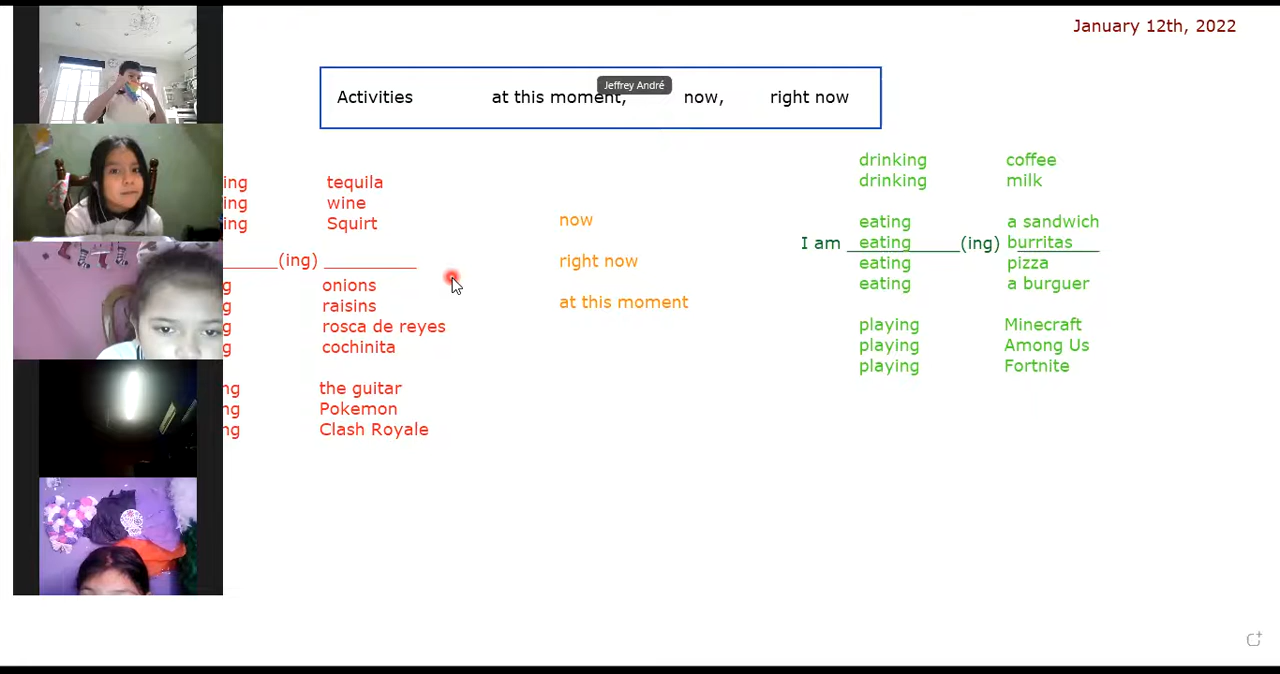 January 12th, 2022
Jeffrey André
Activities at this moment, now, right now
ing tequila
ing wine
ing Squirt
______(ing) __________
g onions
g raisins
g rosca de reyes
g cochinita
ng the guitar
ng Pokemon
ng Clash Royale
now
right now
at this moment
drinking coffee
drinking milk
eating a sandwich
I am eating (ing) burritas
eating pizza
eating a burguer
playing Minecraft
playing Among Us
playing Fortnite